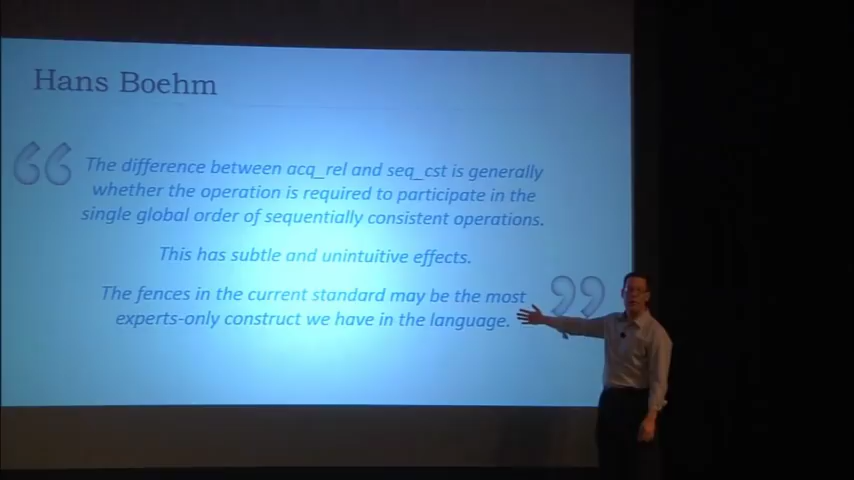 Hans Boehm
“ The difference between acq_rel and seq_cst is generally
whether the operation is required to participate in the
single global order of sequentially consistent operations.
This has subtle and unintuitive effects.
The fences in the current standard may be the most
experts-only construct we have in the language. ”